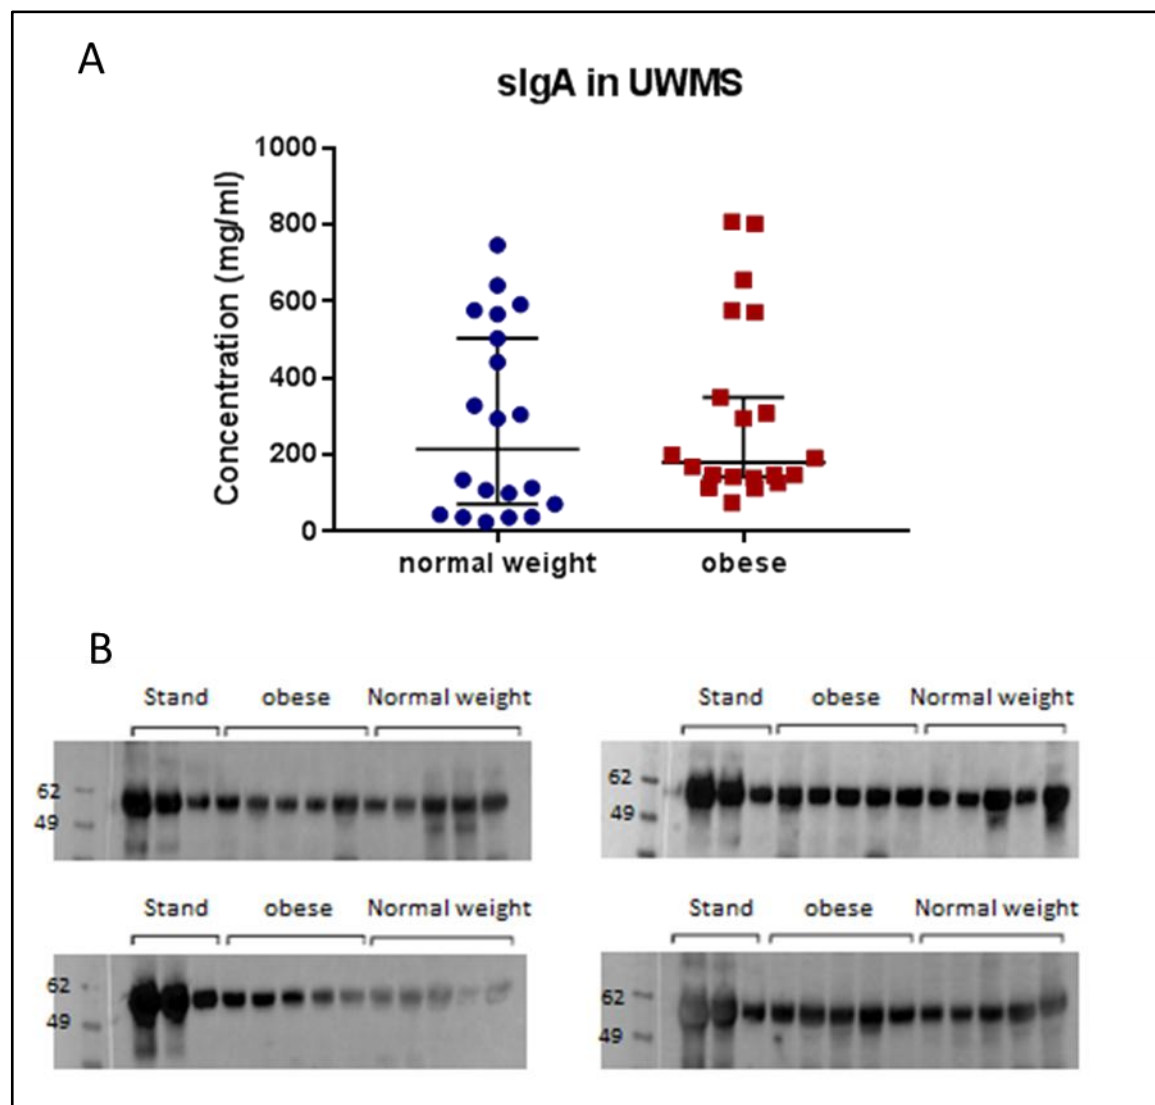 A
sIgA in UWMS
Concentration (mg/ml)
1000
800
600
400
200
0
normal weight
obese
B
Stand obese Normal weight
62
49
Stand obese Normal weight
62
49
Stand obese Normal weight
62
49
Stand obese Normal weight
62
49